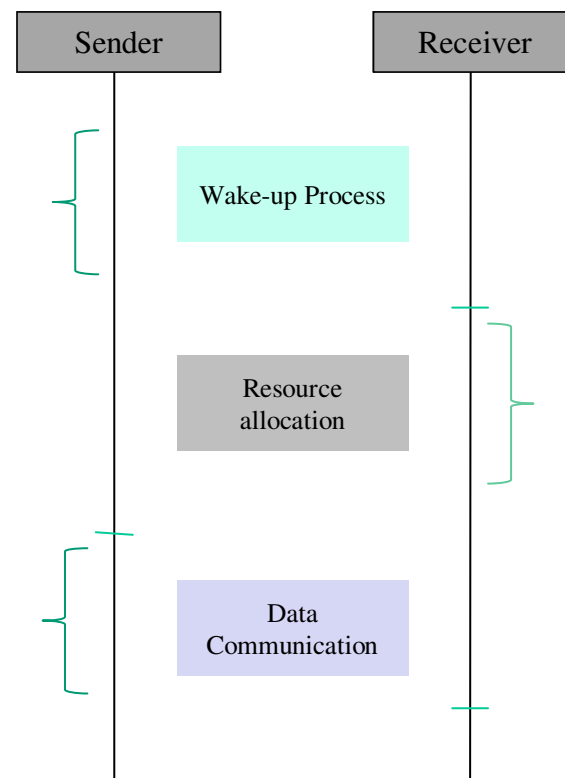 Sender
Receiver
Wake-up Process
Resource
allocation
Data
Communication